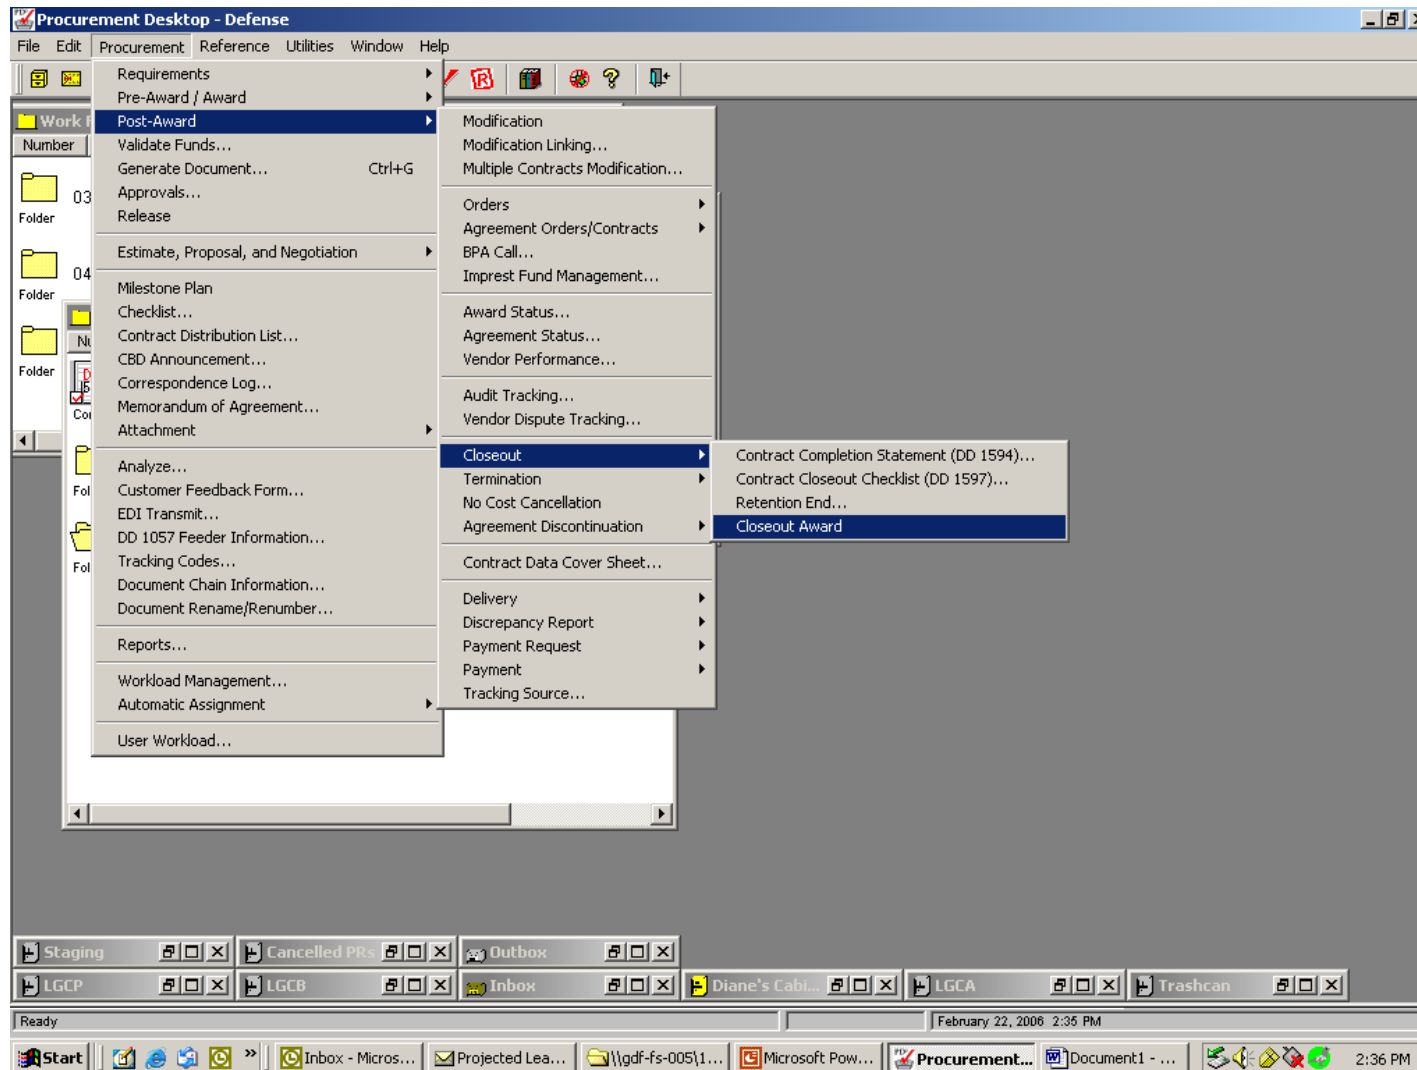 Procurement Desktop - Defense
File Edit Procurement Reference Utilities Window Help
Requirements
Pre-Award / Award
Post-Award
Validate Funds...
Generate Document... Ctrl+G
Approvals...
Release
Estimate, Proposal, and Negotiation
Milestone Plan
Checklist...
Contract Distribution List...
CBD Announcement...
Correspondence Log...
Memorandum of Agreement...
Attachment
Analyze...
Customer Feedback Form...
EDI Transmit...
DD 1057 Feeder Information...
Tracking Codes...
Document Chain Information...
Document Rename/Renumber...
Reports...
Workload Management...
Automatic Assignment
User Workload...
Modification
Modification Linking...
Multiple Contracts Modification...
Orders
Agreement Orders/Contracts
BPA Call...
Imprest Fund Management...
Award Status...
Agreement Status...
Vendor Performance...
Audit Tracking...
Vendor Dispute Tracking...
Closeout
Termination
No Cost Cancellation
Agreement Discontinuation
Contract Data Cover Sheet...
Delivery
Discrepancy Report
Payment Request
Payment
Tracking Source...
Contract Completion Statement (DD 1594)...
Contract Closeout Checklist (DD 1597)...
Retention End...
Closeout Award
Work F
Number
03
Folder
04
Folder
Folder
Nu
Con
Fol
Fol
Staging Cancelled PRs Outbox
LGCP LGCB Inbox Diane's Cabi... LGCA Trashcan
Ready February 22, 2006 2:35 PM
Start » Inbox - Micros... Projected Lea... \\gdf-fs-005\1... Microsoft Pow... Procurement... Document1 - ... 2:36 PM